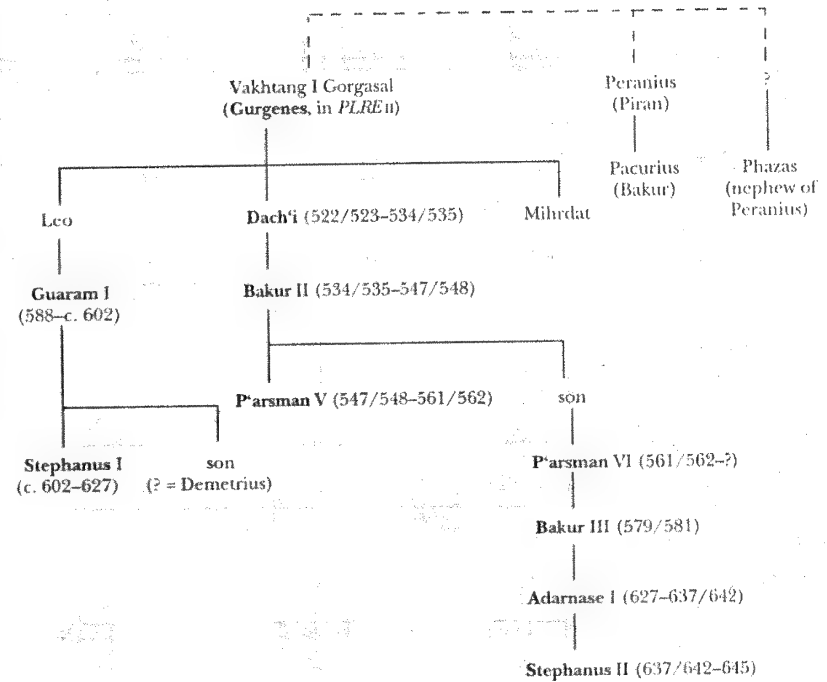 ?
Vakhtang I Gorgasal
(Gurgenes, in PLRE II)
Peranius
(Piran)
Pacurius
(Bakur)
Phazas
(nephew of
Peranius)
Leo
Dach‘i (522/523–534/535)
Mihrdat
Guaram I
(588–c. 602)
Bakur II (534/535–547/548)
P‘arsman V (547/548–561/562)
son
Stephanus I
(c. 602–627)
son
(? = Demetrius)
P‘arsman VI (561/562–?)
Bakur III (579/581)
Adarnase I (627–637/642)
Stephanus II (637/642–645)